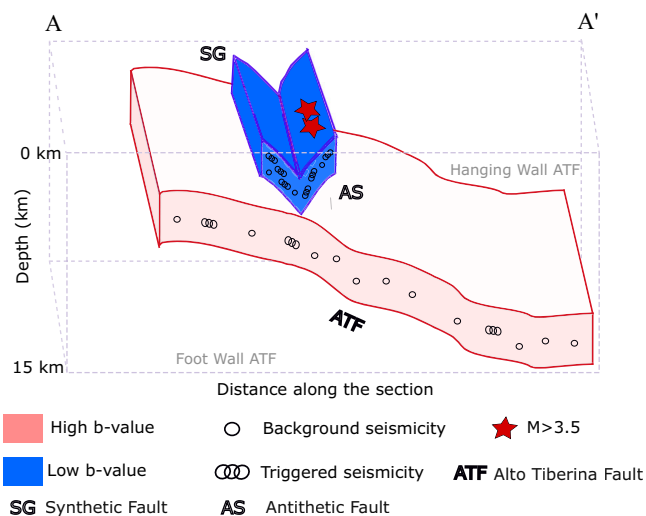 A
A'
SG
0 km
Hanging Wall ATF
AS
Depth (km)
ATF
Foot Wall ATF
15 km
Distance along the section
High b-value
Background seismicity
M>3.5
Low b-value
Triggered seismicity
ATF Alto Tiberina Fault
SG Synthetic Fault
AS Antithetic Fault